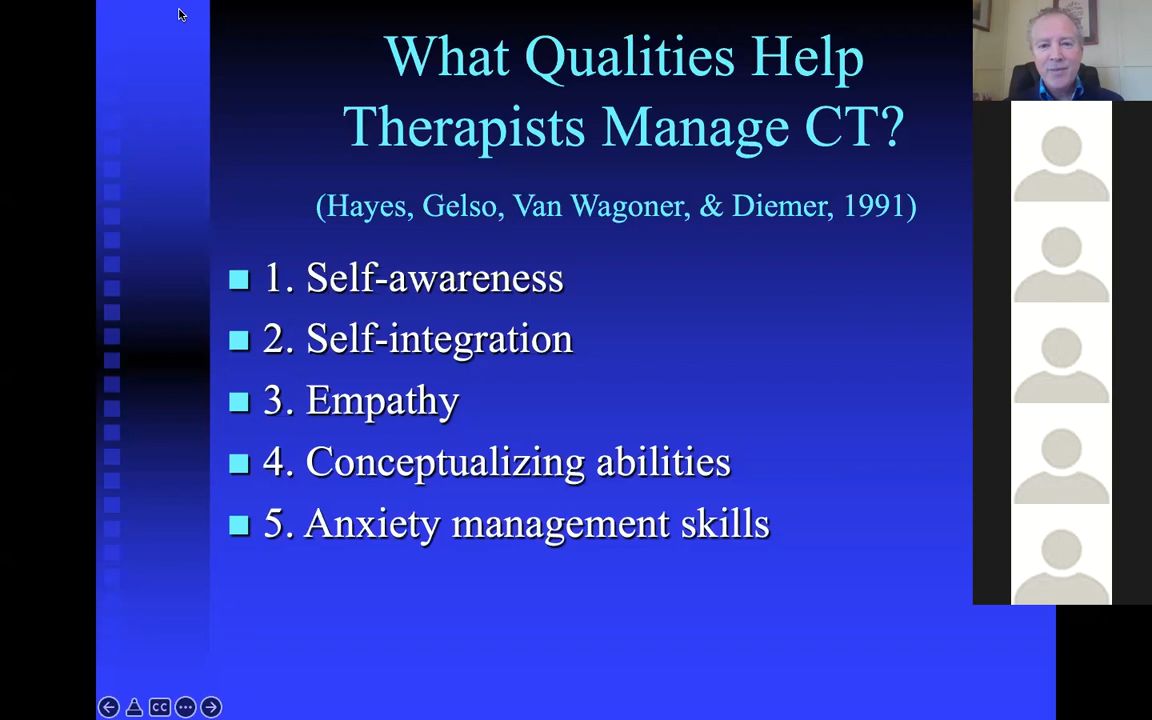 What Qualities Help
Therapists Manage CT?
(Hayes, Gelso, Van Wagoner, & Diemer, 1991)
1. Self-awareness
2. Self-integration
3. Empathy
4. Conceptualizing abilities
5. Anxiety management skills
CC